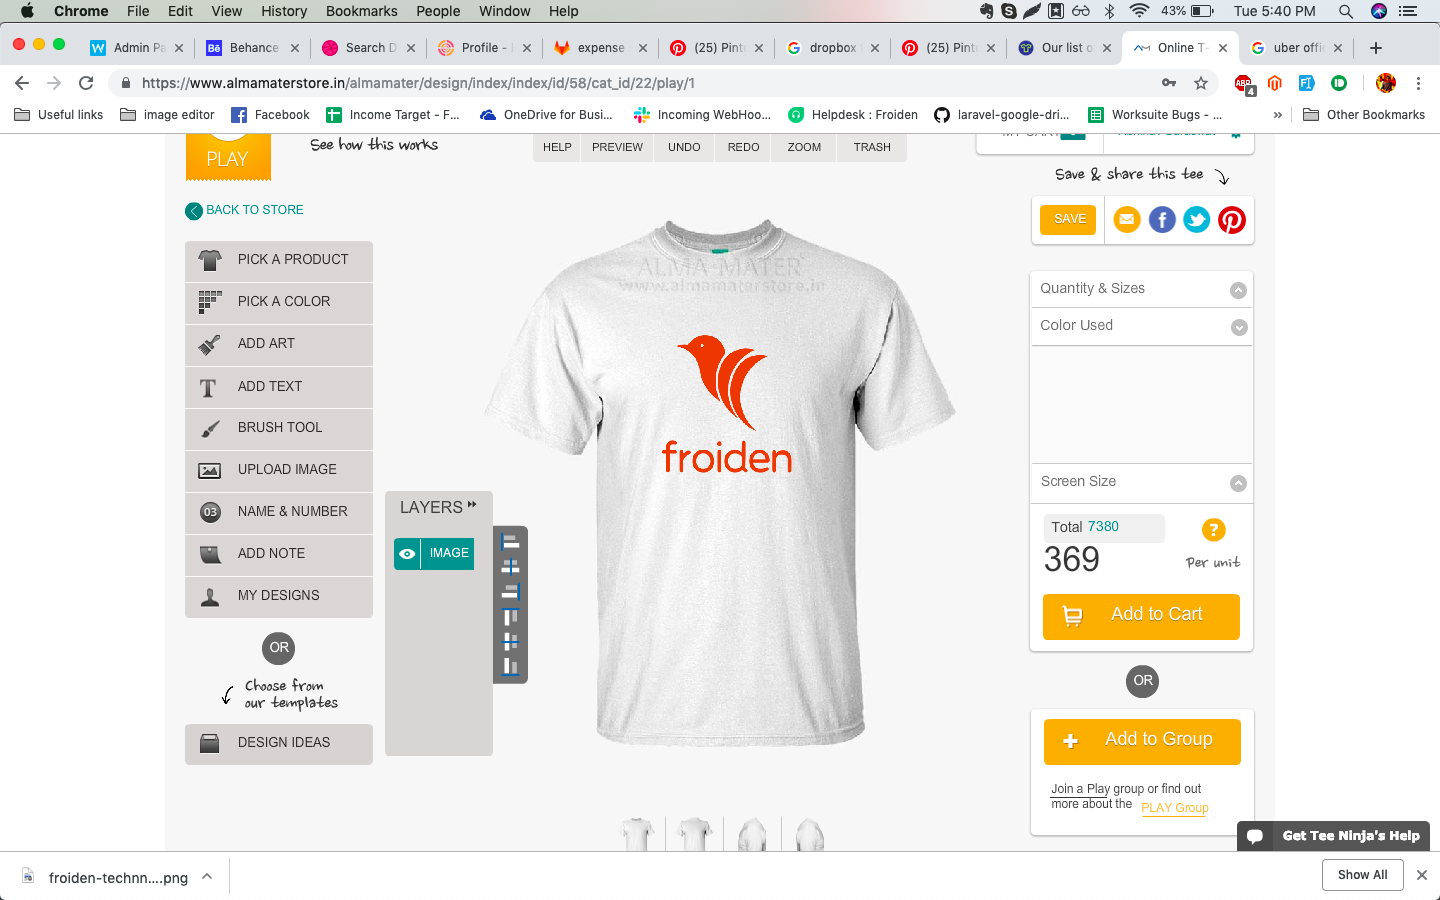 Chrome File Edit View History Bookmarks People Window Help 43% Tue 5:40 PM
Admin Pa Behance Search D Profile - expense (25) Pint dropbox (25) Pint Our list o Online T- uber offi
https://www.almamaterstore.in/almamater/design/index/index/id/58/cat_id/22/play/1
ABP
4
Useful links image editor Facebook Income Target - F... OneDrive for Busi... Incoming WebHoo... Helpdesk : Froiden laravel-google-dri... Worksuite Bugs - ... » Other Bookmarks
PLAY
See how this works
HELP PREVIEW UNDO REDO ZOOM TRASH
Save & share this tee
BACK TO STORE
SAVE
PICK A PRODUCT
PICK A COLOR
ADD ART
ADD TEXT
BRUSH TOOL
UPLOAD IMAGE
03 NAME & NUMBER
ADD NOTE
MY DESIGNS
OR
Choose from
our templates
DESIGN IDEAS
LAYERS
IMAGE
ALMA MATER
www.almamaterstore.in
froiden
Quantity & Sizes
Color Used
Screen Size
Total 7380
?
369
Per unit
Add to Cart
OR
Add to Group
Join a Play group or find out
more about the PLAY Group
Get Tee Ninja's Help
froiden-technn....png
Show All